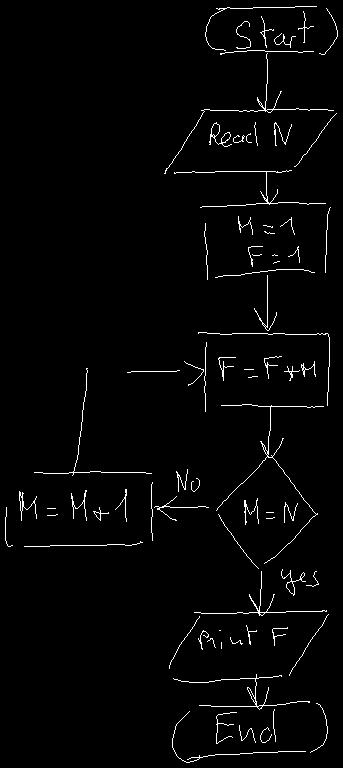 Start
Read N
M = 1
F = 1
F = F * M
No
M = N
M = M + 1
yes
Print F
End